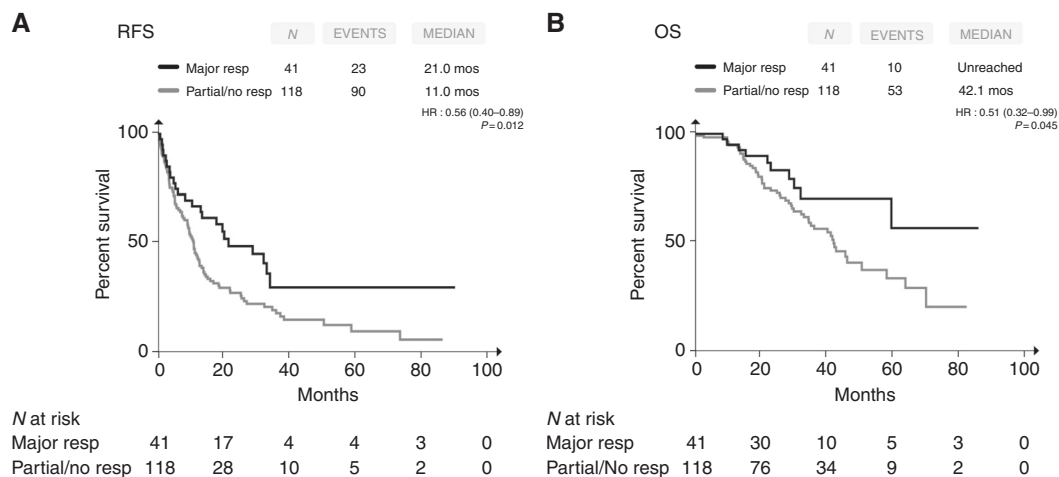 A
RFS
N EVENTS MEDIAN
Major resp 41 23 21.0 mos
Partial/no resp 118 90 11.0 mos
HR : 0.56 (0.40–0.89)
P=0.012
100
50
0
Percent survival
0 20 40 60 80 100
Months
N at risk
Major resp 41 17 4 4 3 0
Partial/no resp 118 28 10 5 2 0
B
OS
N EVENTS MEDIAN
Major resp 41 10 Unreached
Partial/no resp 118 53 42.1 mos
HR : 0.51 (0.32–0.99)
P=0.045
100
50
0
Percent survival
0 20 40 60 80 100
Months
N at risk
Major resp 41 30 10 5 3 0
Partial/No resp 118 76 34 9 2 0